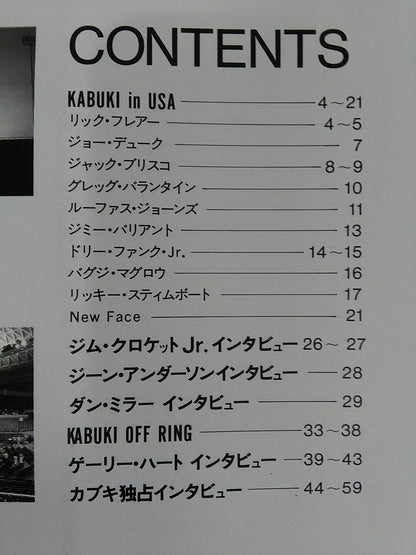 CONTENTS
KABUKI in USA 4～21
リック・フレアー 4～5
ジョー・デューク 7
ジャック・ブリスコ 8～9
グレッグ・バランタイン 10
ルーファス・ジョーンズ 11
ジミー・バリアント 13
ドリー・ファンク・Jr. 14～15
バグジ・マグロウ 16
リッキー・スティムボート 17
New Face 21
ジム・クロケットJr.インタビュー 26～27
ジーン・アンダーソンインタビュー 28
ダン・ミラー インタビュー 29
KABUKI OFF RING 33～38
ゲーリー・ハート インタビュー 39～43
カブキ独占インタビュー 44～59